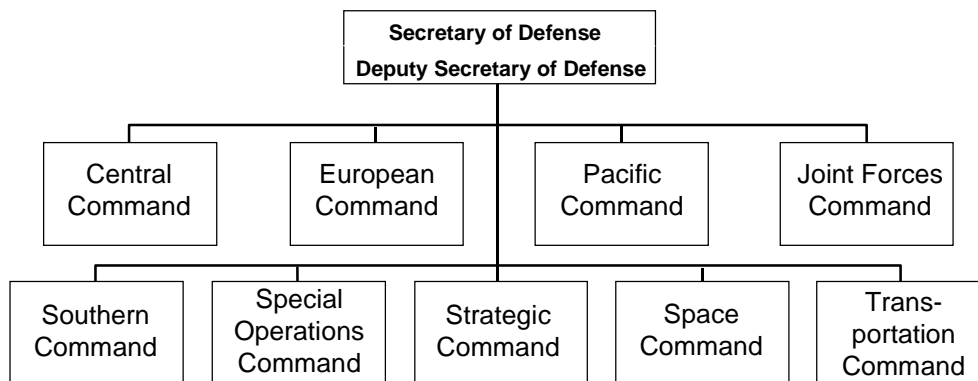 Secretary of Defense
Deputy Secretary of Defense
Central
Command
European
Command
Pacific
Command
Joint Forces
Command
Southern
Command
Special
Operations
Command
Strategic
Command
Space
Command
Trans-
portation
Command